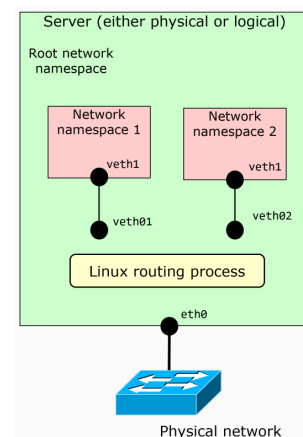 Server (either physical or logical)
Root network
namespace
Network
namespace 1
Network
namespace 2
veth1
veth1
veth01
veth02
Linux routing process
eth0
Physical network